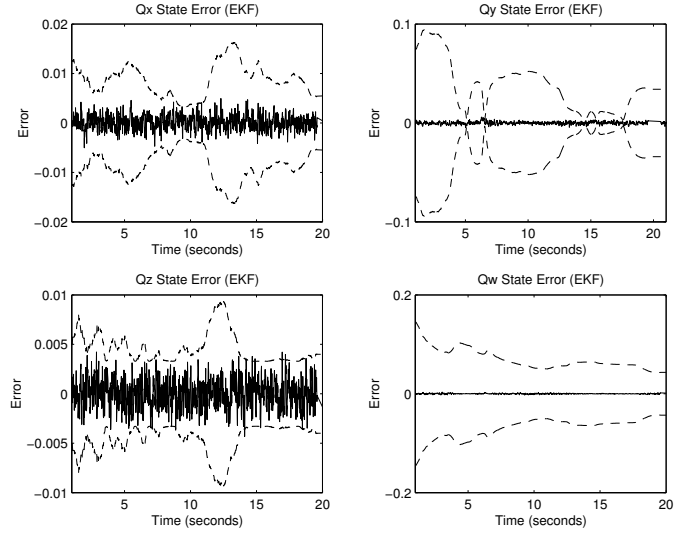 Qx State Error (EKF)
0.02
0.01
0
−0.01
−0.02
Error
5 10 15 20
Time (seconds)
Qy State Error (EKF)
0.1
0
−0.1
Error
5 10 15 20
Time (seconds)
Qz State Error (EKF)
0.01
0.005
0
−0.005
−0.01
Error
5 10 15 20
Time (seconds)
Qw State Error (EKF)
0.2
0
−0.2
Error
5 10 15 20
Time (seconds)